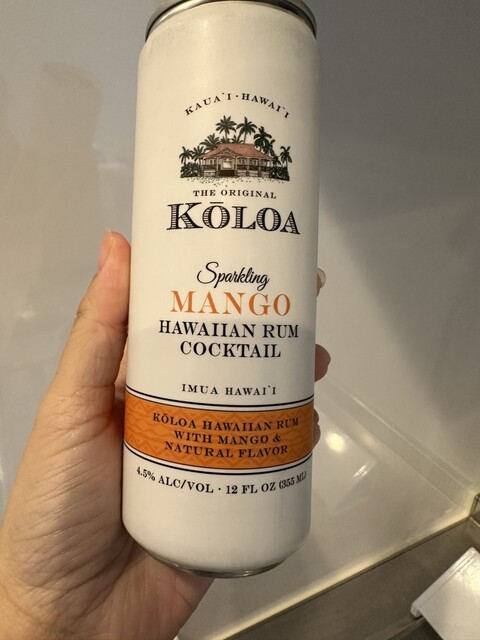 KAUA`I · HAWAI`I
THE ORIGINAL
KŌLOA
Sparkling
MANGO
HAWAIIAN RUM
COCKTAIL
IMUA HAWAI`I
KŌLOA HAWAIIAN RUM
WITH MANGO &
NATURAL FLAVOR
4.5% ALC/VOL · 12 FL OZ (355 ML)